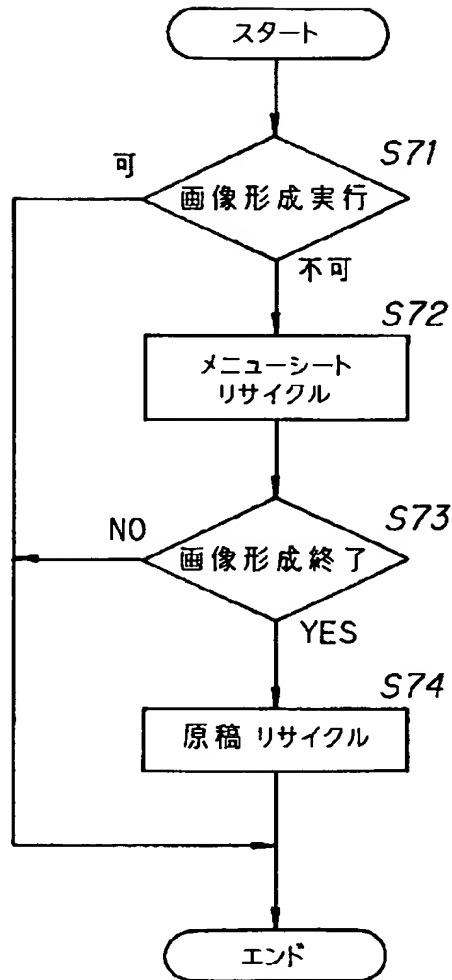 スタート
S71
可
画像形成実行
不可
S72
メニューシート
リサイクル
S73
NO
画像形成終了
YES
S74
原稿 リサイクル
エンド